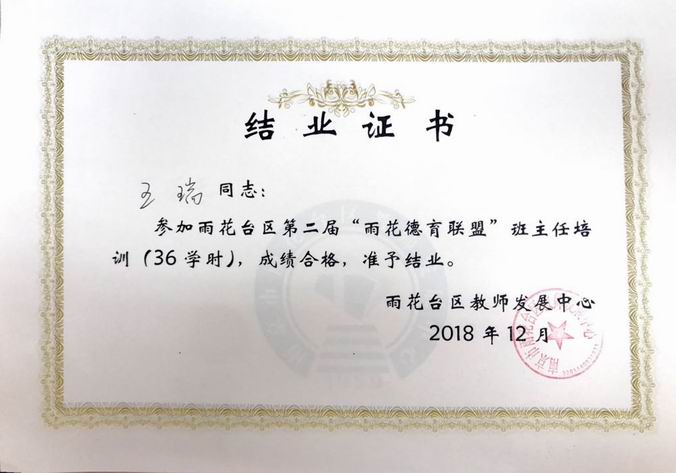 结业证书
王瑞同志：
参加雨花台区第二届“雨花德育联盟”班主任培
训（36学时），成绩合格，准予结业。
雨花台区教师发展中心
2018年12月